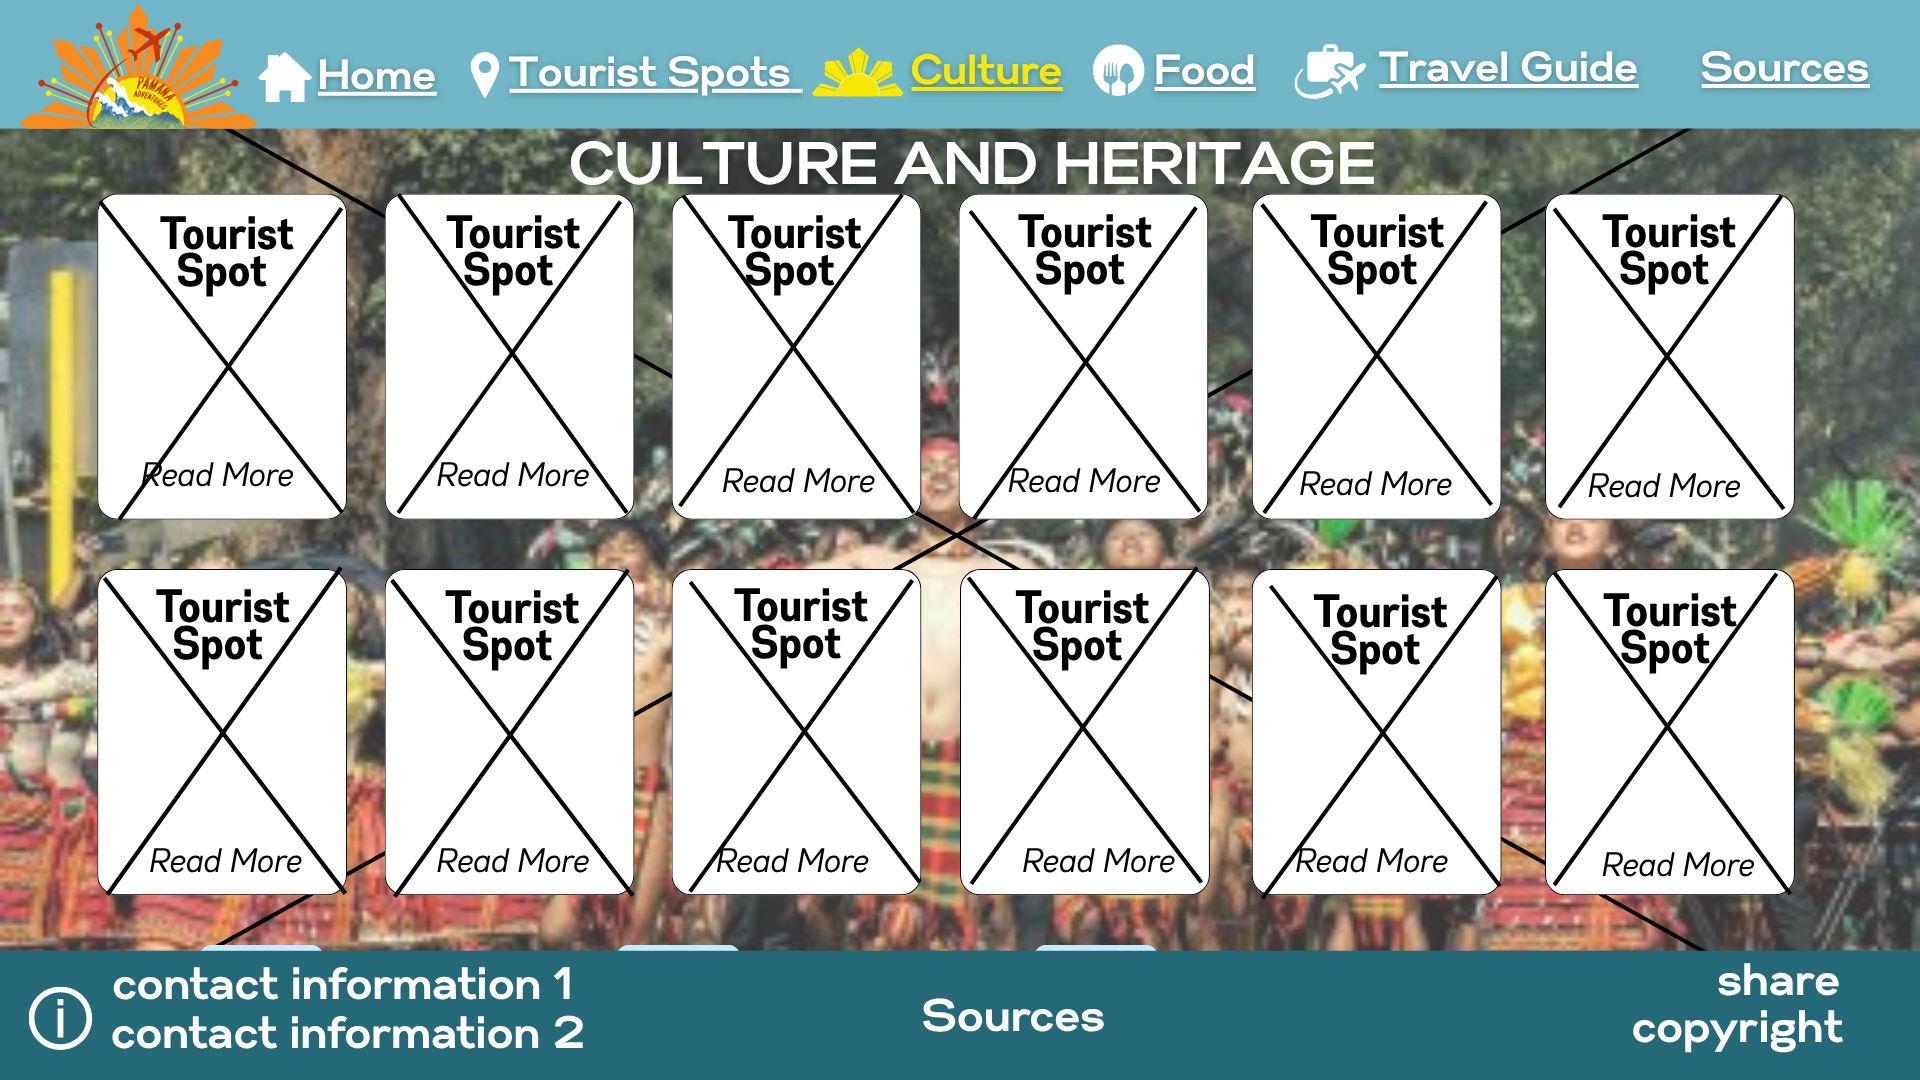 PAMANA
ADVENTURES
Home
Tourist Spots
Culture
Food
Travel Guide
Sources
CULTURE AND HERITAGE
Tourist
Spot
Read More
Tourist
Spot
Read More
Tourist
Spot
Read More
Tourist
Spot
Read More
Tourist
Spot
Read More
Tourist
Spot
Read More
Tourist
Spot
Read More
Tourist
Spot
Read More
Tourist
Spot
Read More
Tourist
Spot
Read More
Tourist
Spot
Read More
Tourist
Spot
Read More
contact information 1
contact information 2
Sources
share
copyright